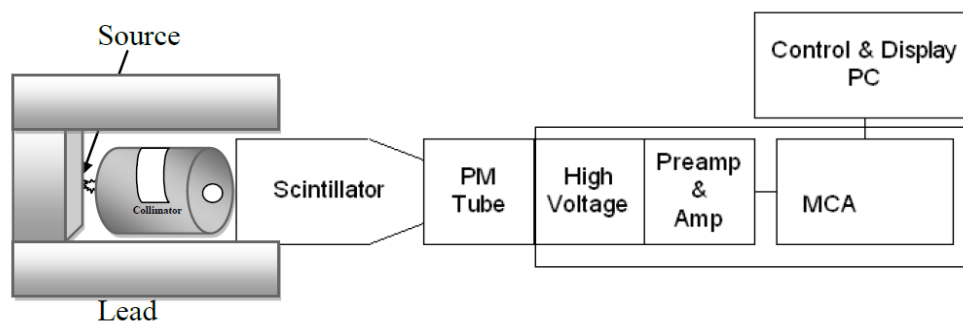 Source
Control & Display
PC
Collimator
Scintillator
PM
Tube
High
Voltage
Preamp
&
Amp
MCA
Lead